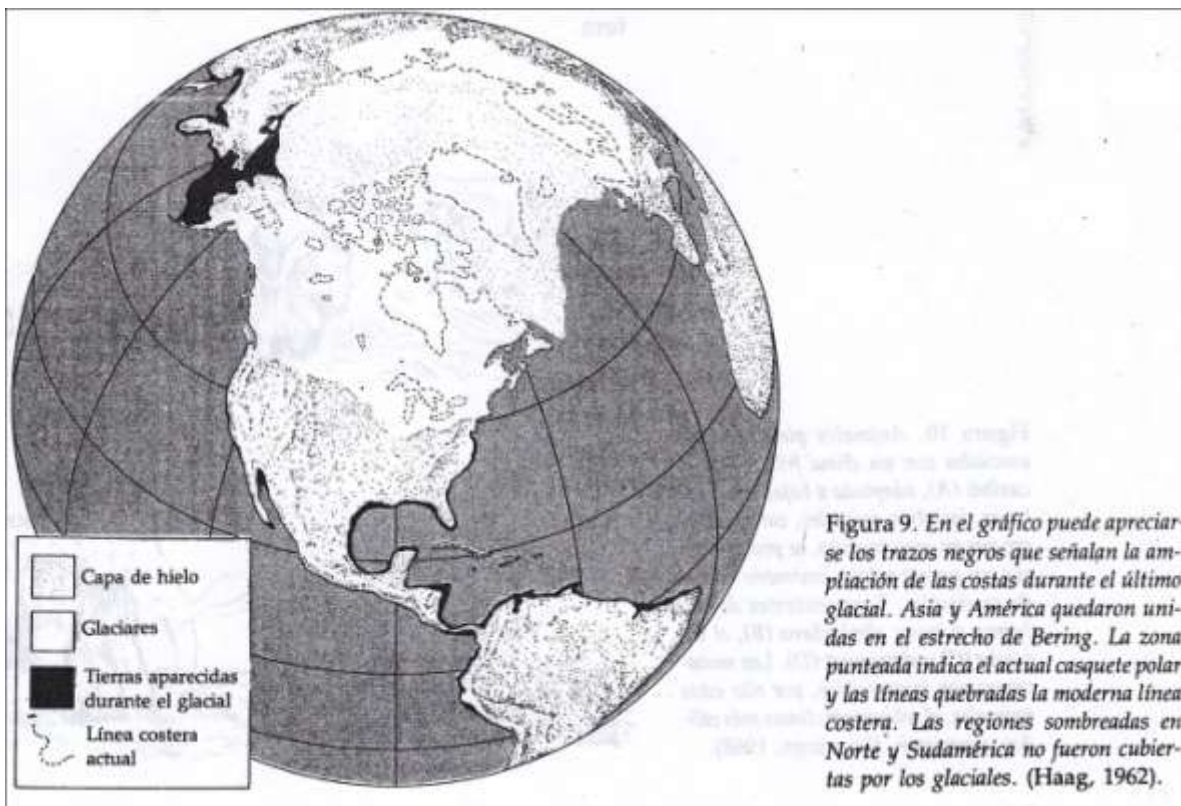 Capa de hielo
Glaciares
Tierras aparecidas
durante el glacial
Línea costera
actual
Figura 9. En el gráfico puede apreciar-
se los trazos negros que señalan la am-
pliación de las costas durante el último
glacial. Asia y América quedaron uni-
das en el estrecho de Bering. La zona
punteada indica el actual casquete polar
y las líneas quebradas la moderna línea
costera. Las regiones sombreadas en
Norte y Sudamérica no fueron cubier-
tas por los glaciales. (Haag, 1962).